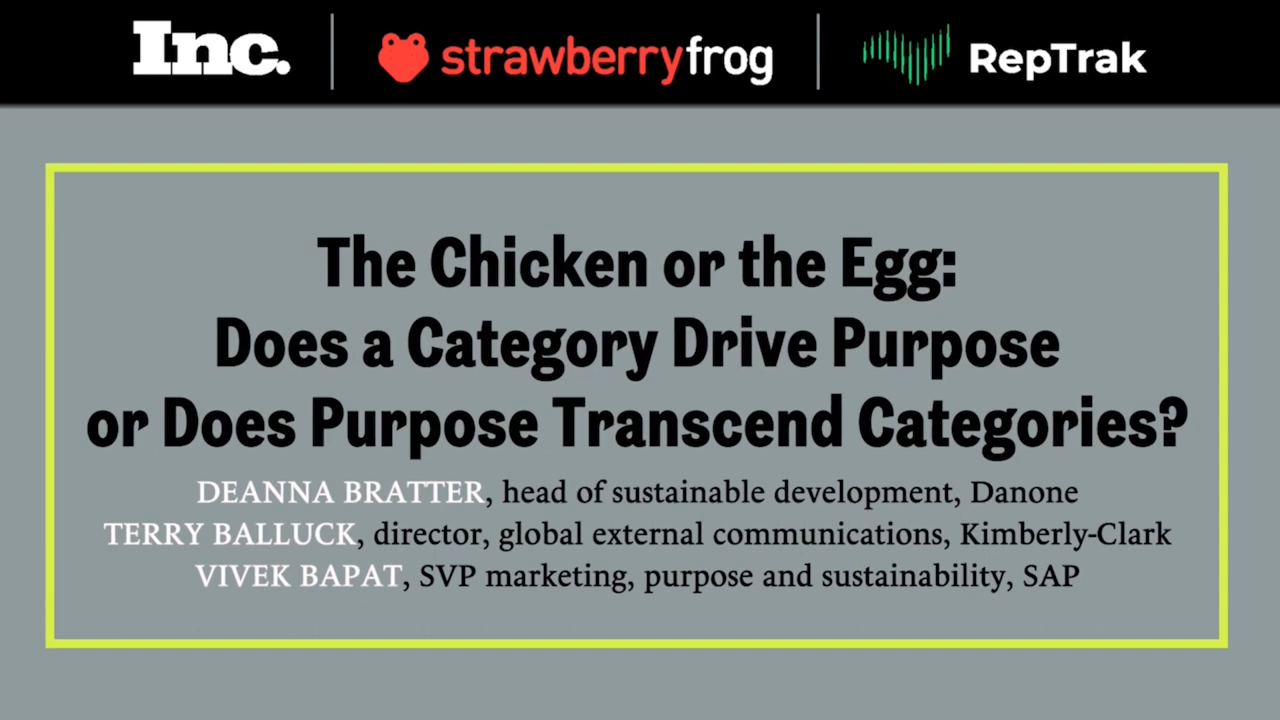 Inc.
strawberryfrog
RepTrak
The Chicken or the Egg:
Does a Category Drive Purpose
or Does Purpose Transcend Categories?
DEANNA BRATTER, head of sustainable development, Danone
TERRY BALLUCK, director, global external communications, Kimberly-Clark
VIVEK BAPAT, SVP marketing, purpose and sustainability, SAP